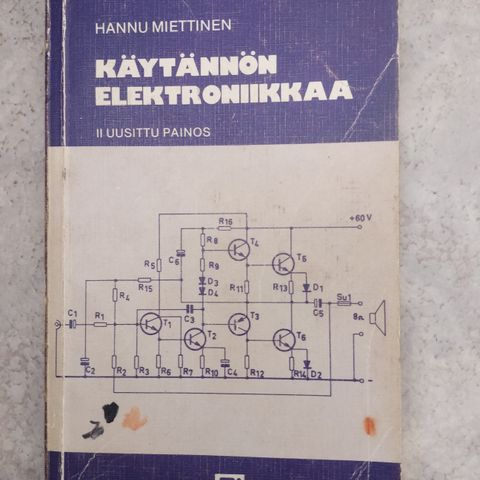 HANNU MIETTINEN
KÄYTÄNNÖN
ELEKTRONIIKKAA
II UUSITTU PAINOS
+60V
R16
R8
T4
R5
C6
R9
T5
D1
R15
D3
D4
R11
R13
Su1
R4
C3
C5
8Ω
C1
R1
T1
T3
T2
T6
C2
R2
R3
R6
R7
R10
C4
R12
R14
D2